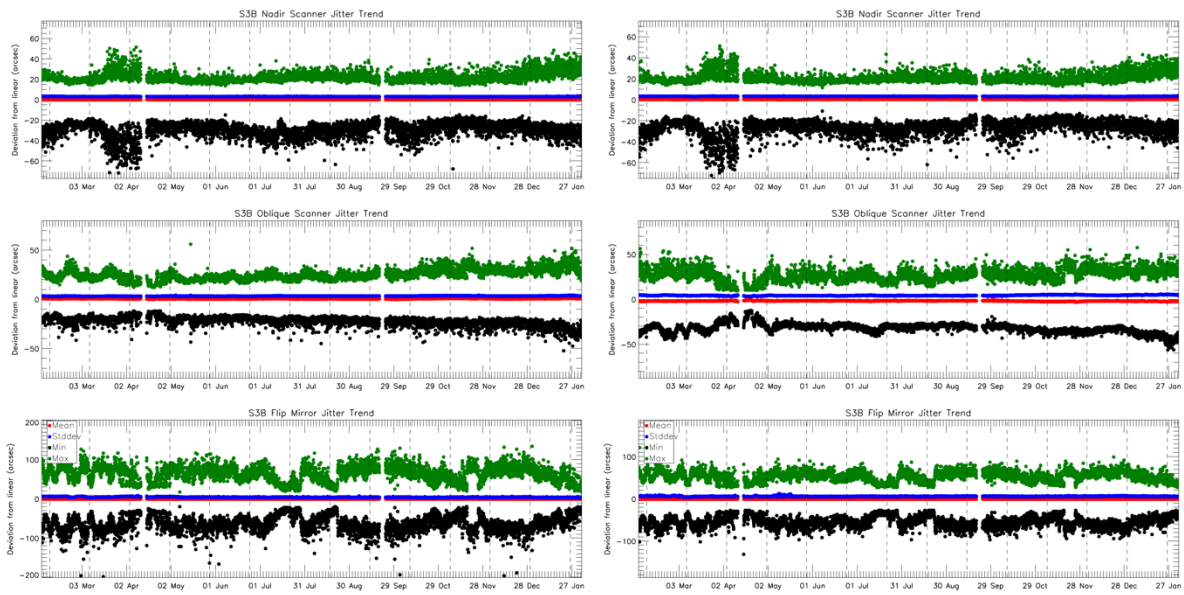 S3B Nadir Scanner Jitter Trend
Deviation from linear (arcsec)
60
40
20
0
-20
-40
-60
03 Mar 02 Apr 02 May 01 Jun 01 Jul 31 Jul 30 Aug 29 Sep 29 Oct 28 Nov 28 Dec 27 Jan
S3B Nadir Scanner Jitter Trend
Deviation from linear (arcsec)
60
40
20
0
-20
-40
-60
03 Mar 02 Apr 02 May 01 Jun 01 Jul 31 Jul 30 Aug 29 Sep 29 Oct 28 Nov 28 Dec 27 Jan
S3B Oblique Scanner Jitter Trend
Deviation from linear (arcsec)
50
0
-50
03 Mar 02 Apr 02 May 01 Jun 01 Jul 31 Jul 30 Aug 29 Sep 29 Oct 28 Nov 28 Dec 27 Jan
S3B Oblique Scanner Jitter Trend
Deviation from linear (arcsec)
50
0
-50
03 Mar 02 Apr 02 May 01 Jun 01 Jul 31 Jul 30 Aug 29 Sep 29 Oct 28 Nov 28 Dec 27 Jan
S3B Flip Mirror Jitter Trend
Deviation from linear (arcsec)
200
100
0
-100
-200
Mean
Stddev
Min
Max
03 Mar 02 Apr 02 May 01 Jun 01 Jul 31 Jul 30 Aug 29 Sep 29 Oct 28 Nov 28 Dec 27 Jan
S3B Flip Mirror Jitter Trend
Deviation from linear (arcsec)
100
0
-100
Mean
Stddev
Min
Max
03 Mar 02 Apr 02 May 01 Jun 01 Jul 31 Jul 30 Aug 29 Sep 29 Oct 28 Nov 28 Dec 27 Jan